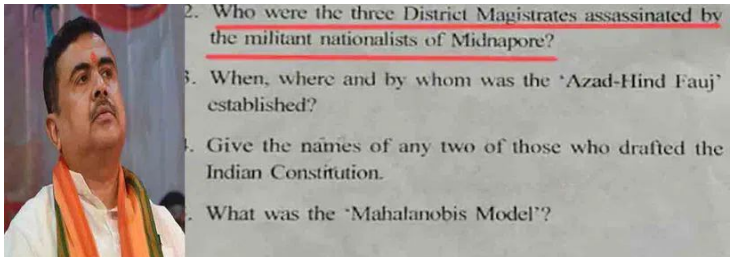 2. Who were the three District Magistrates assassinated by
the militant nationalists of Midnapore?
3. When, where and by whom was the 'Azad-Hind Fauj'
established?
4. Give the names of any two of those who drafted the
Indian Constitution.
. What was the 'Mahalanobis Model'?